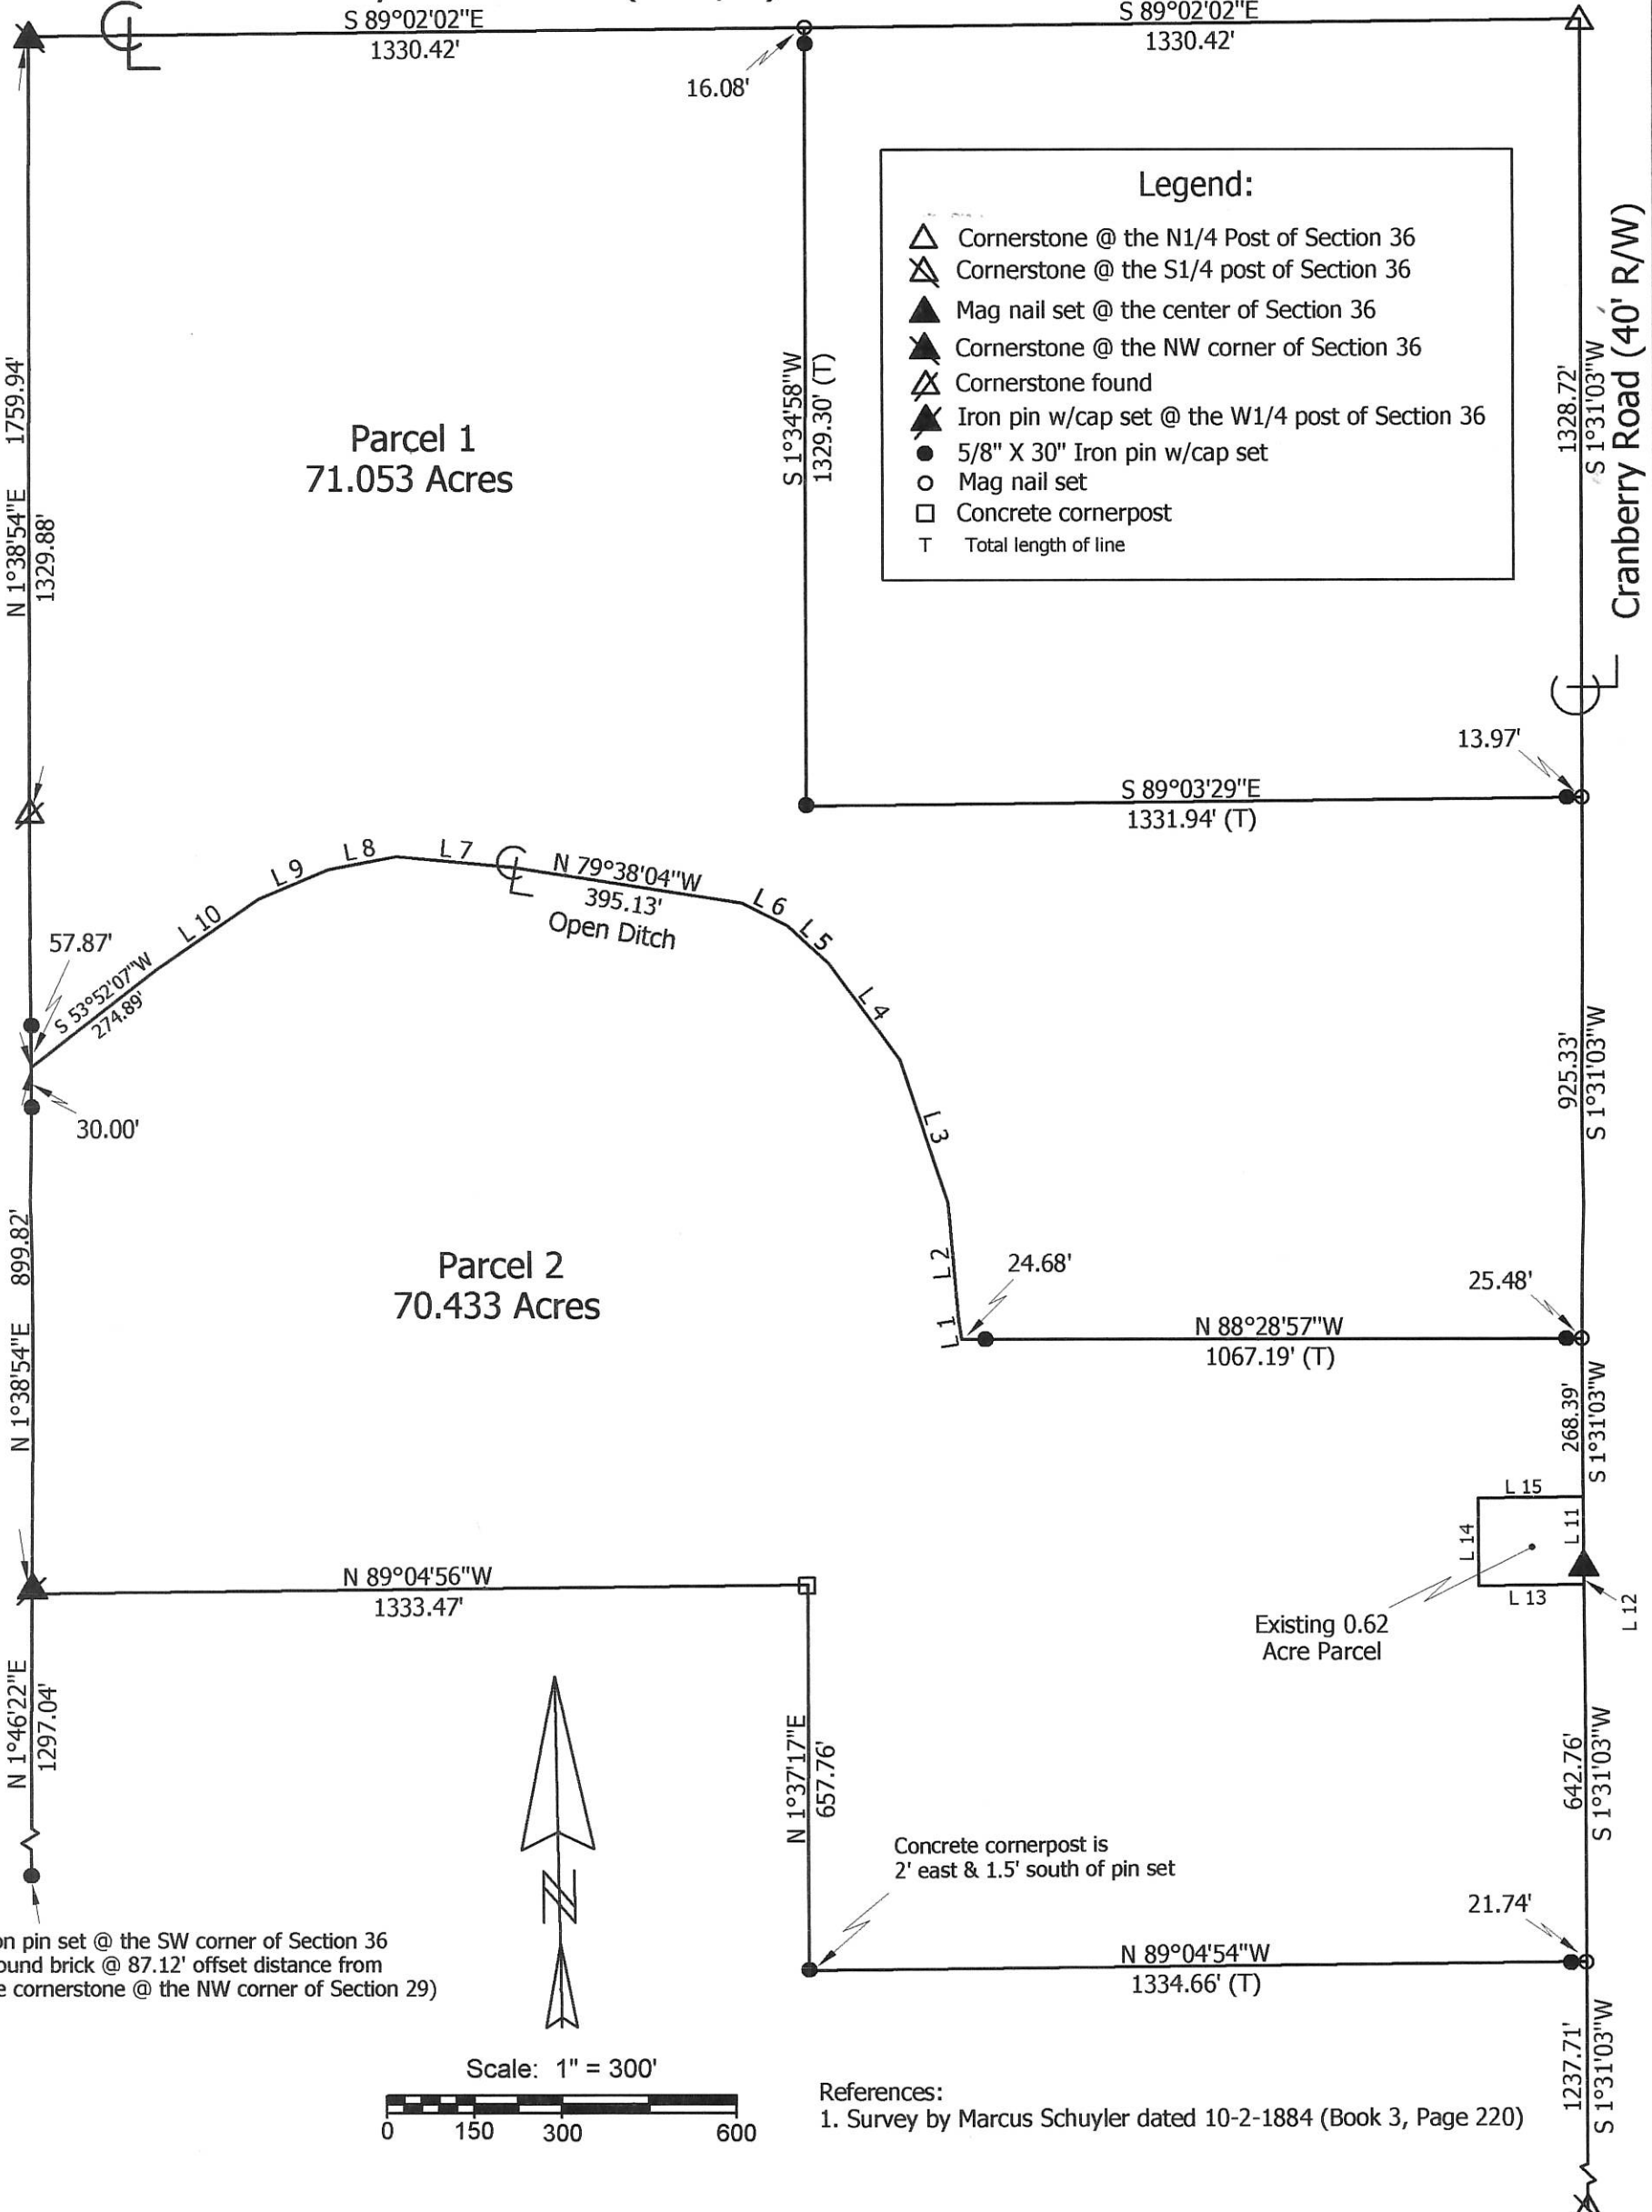 S 89°02'02"E
1330.42'
S 89°02'02"E
1330.42'
16.08'
Legend:
Cornerstone @ the N1/4 Post of Section 36
Cornerstone @ the S1/4 post of Section 36
Mag nail set @ the center of Section 36
Cornerstone @ the NW corner of Section 36
Cornerstone found
Iron pin w/cap set @ the W1/4 post of Section 36
5/8" X 30" Iron pin w/cap set
Mag nail set
Concrete cornerpost
T Total length of line
Cranberry Road (40' R/W)
1328.72'
S 1°31'03"W
N 1°38'54"E 1759.94'
1329.88'
Parcel 1
71.053 Acres
S 1°34'58"W
1329.30' (T)
13.97'
S 89°03'29"E
1331.94' (T)
L 10
L 9
L 8
L 7
N 79°38'04"W
395.13'
Open Ditch
L 6
L 5
L 4
L 3
L 2
L 1
57.87'
S 53°52'07"W
274.89'
30.00'
925.33'
S 1°31'03"W
N 1°38'54"E 899.82'
Parcel 2
70.433 Acres
24.68'
25.48'
N 88°28'57"W
1067.19' (T)
268.39'
S 1°31'03"W
L 15
L 14
L 11
L 13
L 12
Existing 0.62
Acre Parcel
N 89°04'56"W
1333.47'
N 1°46'22"E
1297.04'
N 1°37'17"E
657.76'
642.76'
S 1°31'03"W
Concrete cornerpost is
2' east & 1.5' south of pin set
21.74'
N 89°04'54"W
1334.66' (T)
pin set @ the SW corner of Section 36
brick @ 87.12' offset distance from
cornerstone @ the NW corner of Section 29)
N
Scale: 1" = 300'
0 150 300 600
References:
1. Survey by Marcus Schuyler dated 10-2-1884 (Book 3, Page 220)
1237.71'
S 1°31'03"W